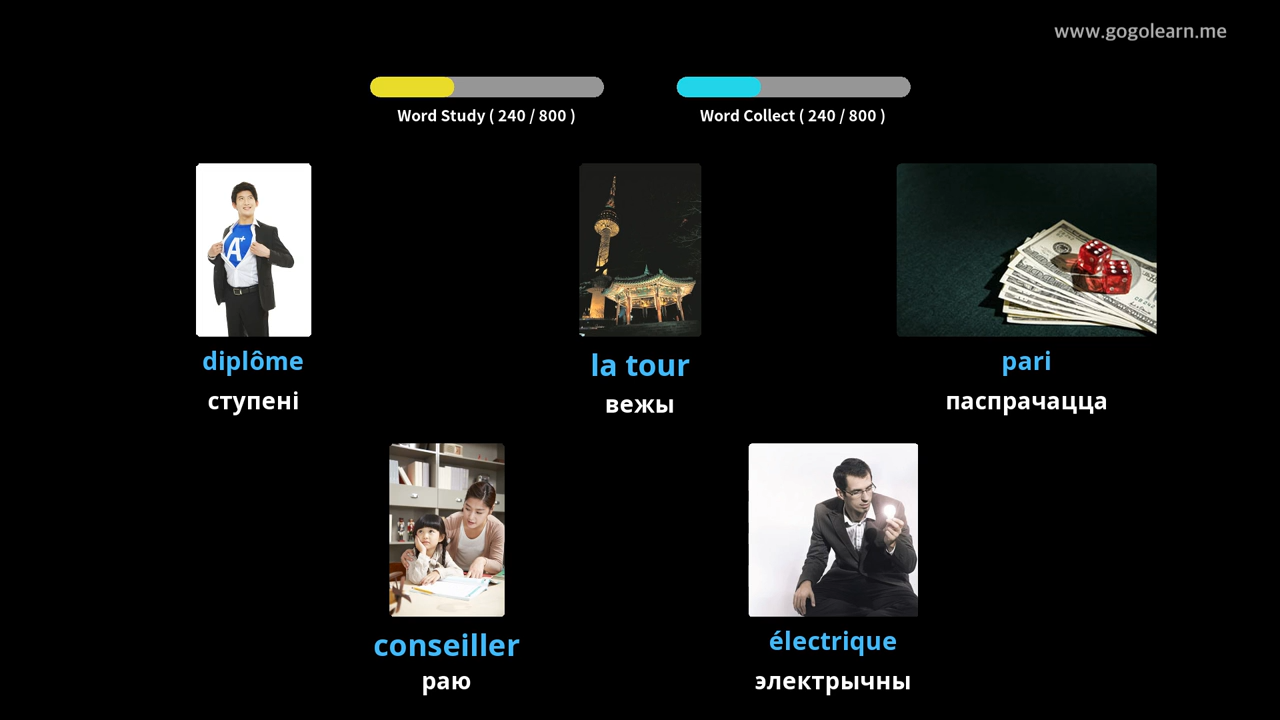 www.gogolearn.me
Word Study ( 240 / 800 )
Word Collect ( 240 / 800 )
A+
diplôme
ступені
la tour
вежы
pari
паспрачацца
conseiller
раю
électrique
электрычны